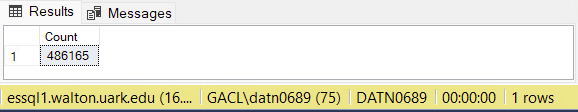 Results Messages
Count
1 486165
essql1.walton.uark.edu (16.... GACL\datn0689 (75) DATN0689 00:00:00 1 rows